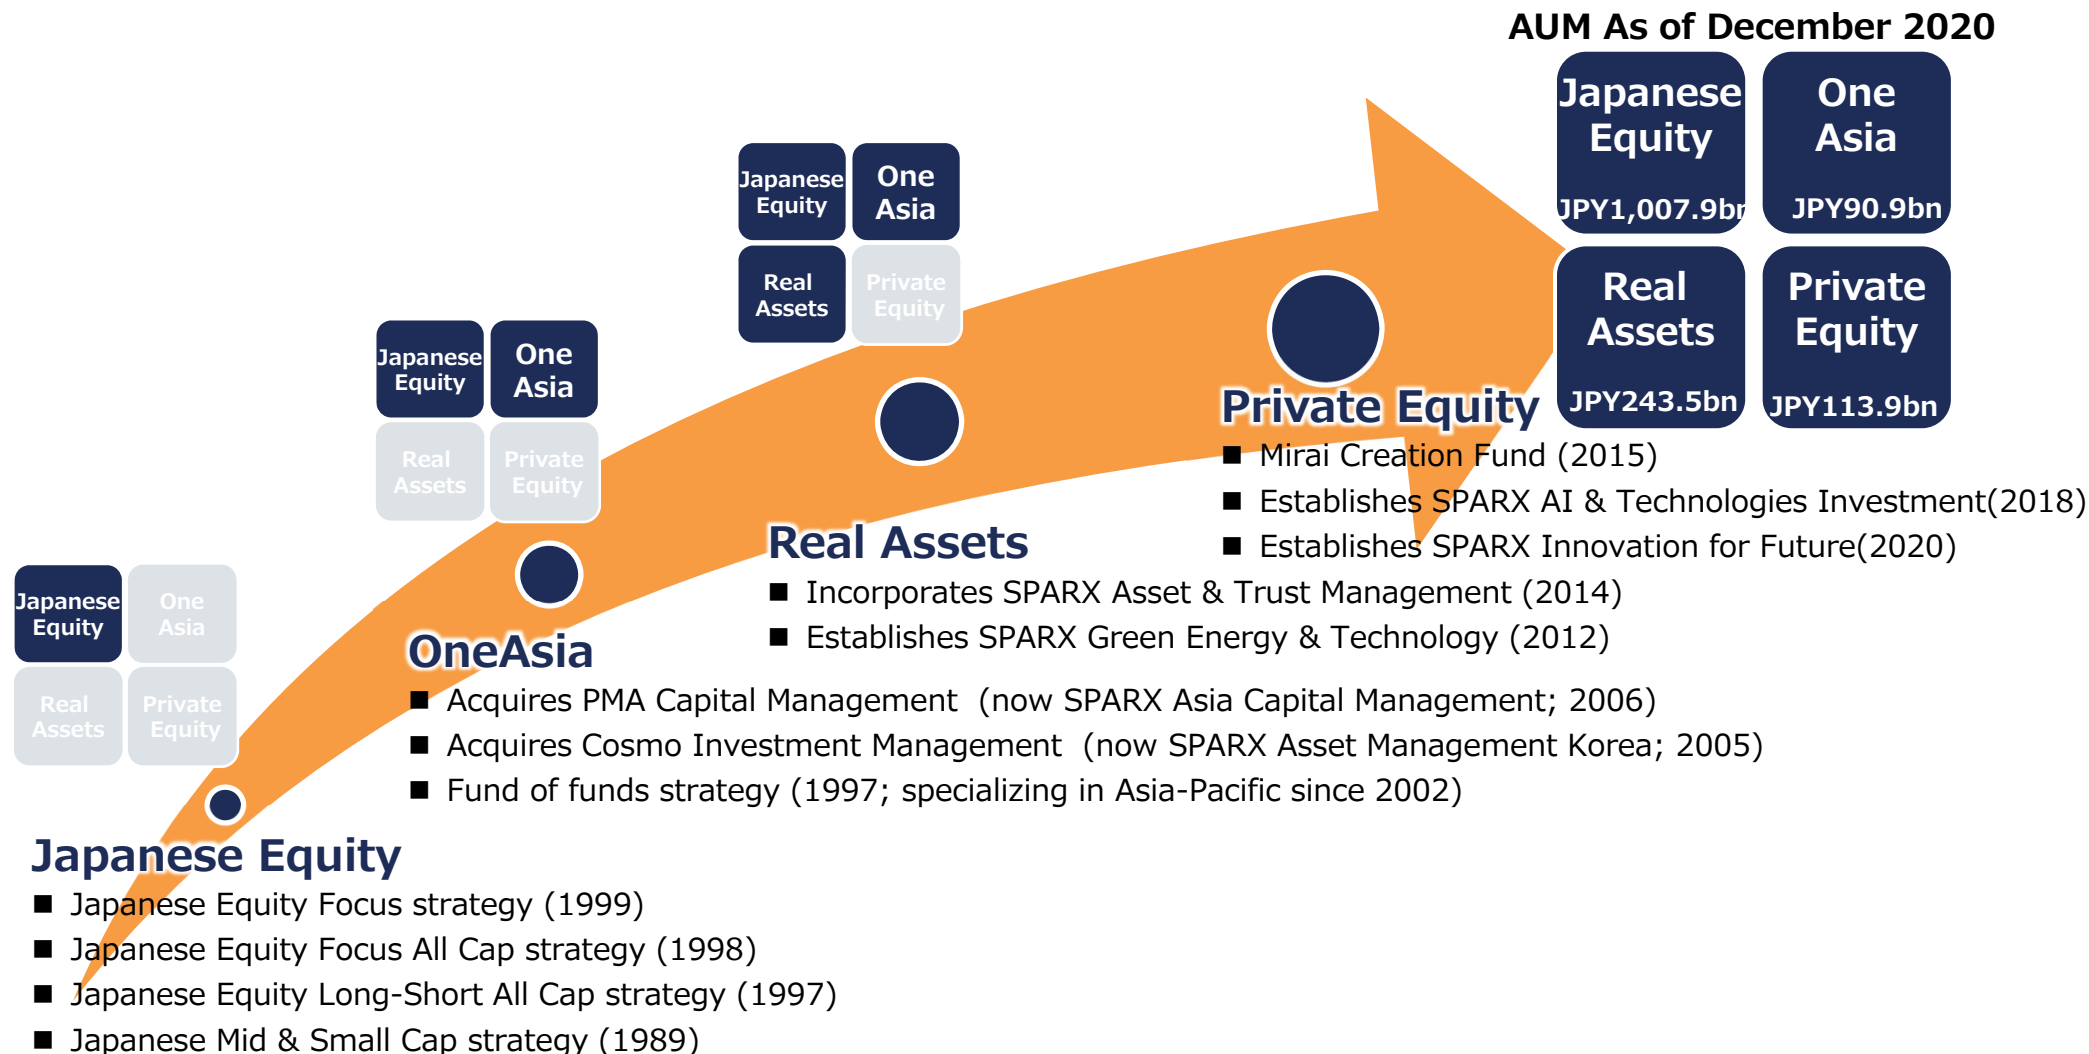 AUM As of December 2020
Japanese
Equity
JPY1,007.9bn
One
Asia
JPY90.9bn
Real
Assets
JPY243.5bn
Private
Equity
JPY113.9bn
Japanese
Equity
One
Asia
Real
Assets
Private
Equity
Private Equity
■ Mirai Creation Fund (2015)
■ Establishes SPARX AI & Technologies Investment(2018)
■ Establishes SPARX Innovation for Future(2020)
Japanese
Equity
One
Asia
Real
Assets
Private
Equity
Real Assets
■ Incorporates SPARX Asset & Trust Management (2014)
■ Establishes SPARX Green Energy & Technology (2012)
Japanese
Equity
One
Asia
Real
Assets
Private
Equity
OneAsia
■ Acquires PMA Capital Management (now SPARX Asia Capital Management; 2006)
■ Acquires Cosmo Investment Management (now SPARX Asset Management Korea; 2005)
■ Fund of funds strategy (1997; specializing in Asia-Pacific since 2002)
Japanese Equity
■ Japanese Equity Focus strategy (1999)
■ Japanese Equity Focus All Cap strategy (1998)
■ Japanese Equity Long-Short All Cap strategy (1997)
■ Japanese Mid & Small Cap strategy (1989)